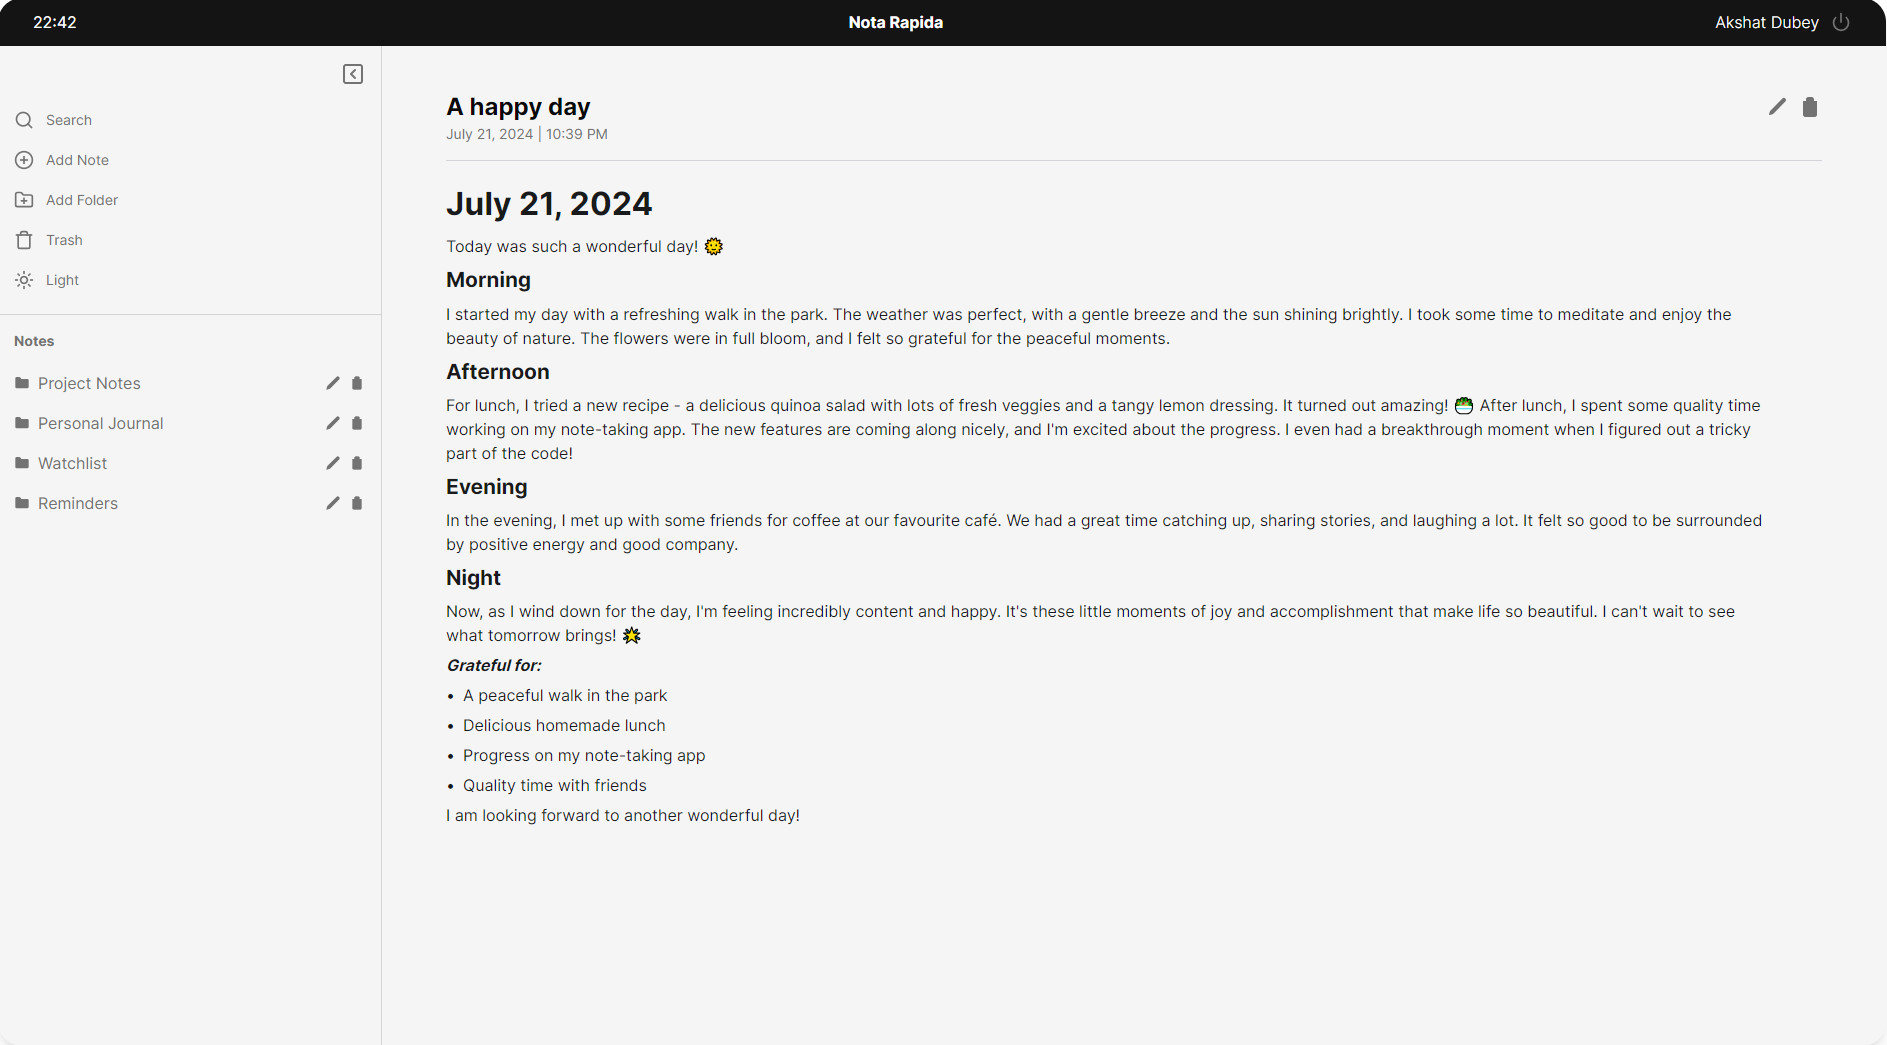 22:42
Nota Rapida
Akshat Dubey
Search
Add Note
Add Folder
Trash
Light
Notes
Project Notes
Personal Journal
Watchlist
Reminders
A happy day
July 21, 2024 | 10:39 PM
July 21, 2024
Today was such a wonderful day! 🌞
Morning
I started my day with a refreshing walk in the park. The weather was perfect, with a gentle breeze and the sun shining brightly. I took some time to meditate and enjoy the
beauty of nature. The flowers were in full bloom, and I felt so grateful for the peaceful moments.
Afternoon
For lunch, I tried a new recipe - a delicious quinoa salad with lots of fresh veggies and a tangy lemon dressing. It turned out amazing! 🥗 After lunch, I spent some quality time
working on my note-taking app. The new features are coming along nicely, and I'm excited about the progress. I even had a breakthrough moment when I figured out a tricky
part of the code!
Evening
In the evening, I met up with some friends for coffee at our favourite café. We had a great time catching up, sharing stories, and laughing a lot. It felt so good to be surrounded
by positive energy and good company.
Night
Now, as I wind down for the day, I'm feeling incredibly content and happy. It's these little moments of joy and accomplishment that make life so beautiful. I can't wait to see
what tomorrow brings! 🌟
Grateful for:
• A peaceful walk in the park
• Delicious homemade lunch
• Progress on my note-taking app
• Quality time with friends
I am looking forward to another wonderful day!